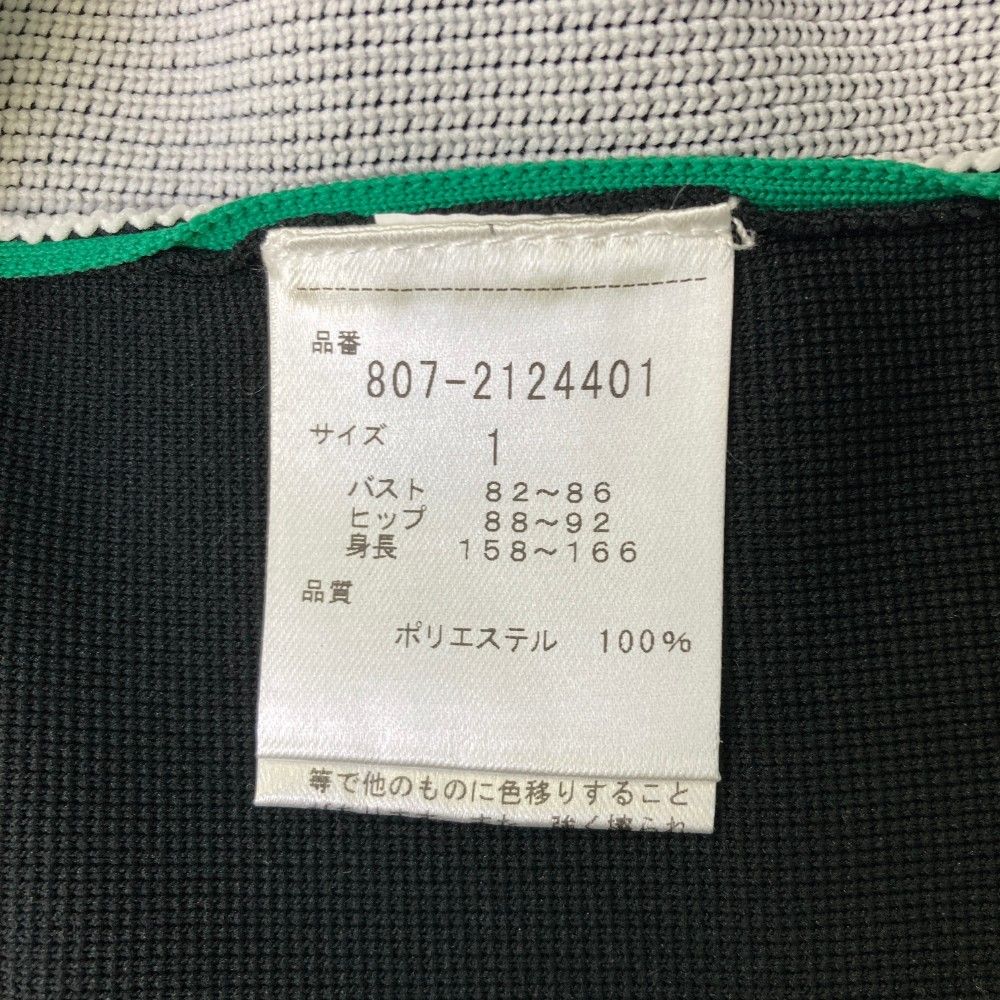 品番
807-2124401
サイズ 1
バスト 82～86
ヒップ 88～92
身長 158～166
品質
ポリエステル 100%
等で他のものに色移りすること